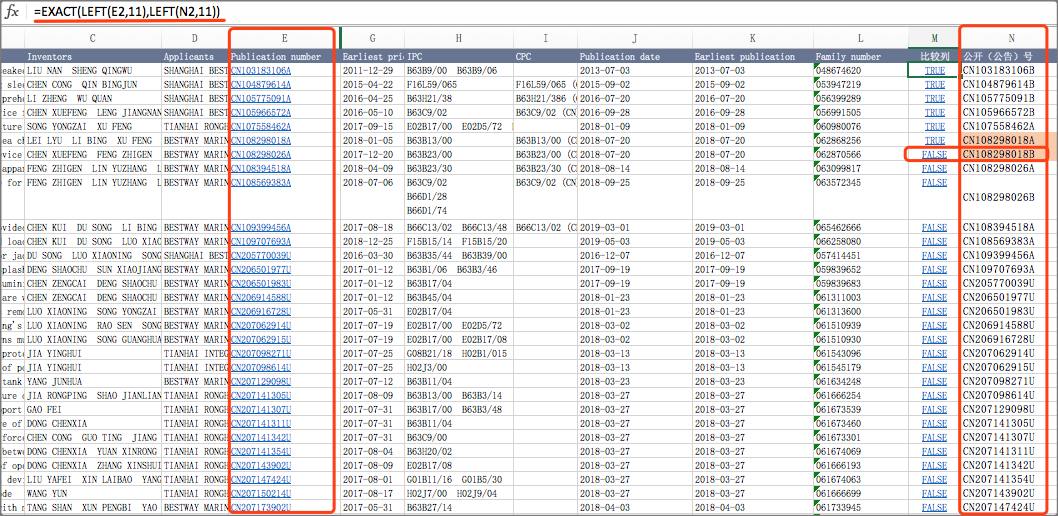 fx =EXACT(LEFT(E2,11),LEFT(N2,11))
C D E G H I J K L M N
Inventors Applicants Publication number Earliest pri IPC CPC Publication date Earliest publication Family number 比较列 公开（公告）号
LIU NAN SHENG QINGWU SHANGHAI BEST CN103183106A 2011-12-29 B63B9/00 B63B9/06 2013-07-03 2013-07-03 048674620 TRUE CN103183106B
CHEN CONG QIN BINGJUN SHANGHAI BEST CN104879614A 2015-04-22 F16L59/065 F16L59/065 (C 2015-09-02 2015-09-02 053947219 TRUE CN104879614B
LI ZHENG WU QUAN SHANGHAI BEST CN105775091A 2016-04-25 B63H21/38 B63H21/386 (C 2016-07-20 2016-07-20 056399289 TRUE CN105775091B
CHEN XUEFENG LENG JIANGNAN SHANGHAI BEST CN105966572A 2016-05-10 B63C9/02 B63C9/02 (CN 2016-09-28 2016-09-28 056991505 TRUE CN105966572B
SONG YONGZAI XU FENG TIANHAI RONGH CN107558462A 2017-09-15 E02B17/00 E02D5/72 2018-01-09 2018-01-09 060980076 TRUE CN107558462A
LEI LYU LI BING XU FENG BESTWAY MARIN CN108298018A 2018-01-05 B63B13/00 B63B13/00 (C 2018-07-20 2018-07-20 062868256 TRUE CN108298018A
CHEN XUEFENG FENG ZHIGEN BESTWAY MARIN CN108298026A 2017-12-20 B63B23/00 B63B23/00 (C 2018-07-20 2018-07-20 062870566 FALSE CN108298018B
FENG ZHIGEN LIN YUZHANG L BESTWAY MARIN CN108394518A 2018-04-09 B63B23/30 B63B23/30 (C 2018-08-14 2018-08-14 063099817 FALSE CN108298026A
FENG ZHIGEN LIN YUZHANG L BESTWAY MARIN CN108569383A 2018-07-06 B63C9/02 B63C9/02 (CN 2018-09-25 2018-09-25 063572345 FALSE
B66D1/28 CN108298026B
B66D1/74
CHEN KUI DU SONG LI BING BESTWAY MARIN CN109399456A 2017-08-18 B66C13/02 B66C13/48 B66C13/02 (C 2019-03-01 2019-03-01 065462666 FALSE CN108394518A
CHEN KUI DU SONG LUO XIAO BESTWAY MARIN CN109707693A 2018-12-25 F15B15/14 F15B15/20 2019-05-03 2019-05-03 066258080 FALSE CN108569383A
DU SONG LUO XIAONING SONG SHANGHAI BEST CN205770039U 2016-03-30 B63B35/44 B63B39/00 2016-12-07 2016-12-07 057414451 FALSE CN109399456A
DENG SHAOCHU SUN XIAOJIANG BESTWAY MARIN CN206501977U 2017-01-12 B63B1/06 B63B3/46 2017-09-19 2017-09-19 059839652 FALSE CN109707693A
CHEN ZENGCAI DENG SHAOCHU BESTWAY MARIN CN206501983U 2017-01-12 B63B17/04 2017-09-19 2017-09-19 059839683 FALSE CN205770039U
CHEN ZENGCAI DENG SHAOCHU BESTWAY MARIN CN206914588U 2017-01-12 B63B45/04 2018-01-23 2018-01-23 061311003 FALSE CN206501977U
LUO XIAONING SONG YONGZAI BESTWAY MARIN CN206916728U 2017-05-31 E02B17/04 2018-01-23 2018-01-23 061313600 FALSE CN206501983U
LUO XIAONING RAO SEN SONG BESTWAY MARIN CN207062914U 2017-07-19 E02B17/00 E02D5/72 2018-03-02 2018-03-02 061510939 FALSE CN206914588U
LUO XIAONING SONG GUANGHUA BESTWAY MARIN CN207062915U 2017-07-19 E02B17/00 E02B17/08 2018-03-02 2018-03-02 061510930 FALSE CN206916728U
JIA YINGHUI TIANHAI INTEG CN207098271U 2017-07-25 G08B21/18 H02B1/015 2018-03-13 2018-03-13 061543096 FALSE CN207062914U
JIA YINGHUI TIANHAI INTEG CN207098614U 2017-07-25 H02J3/00 2018-03-13 2018-03-13 061545179 FALSE CN207062915U
YANG JUNHUA BESTWAY MARIN CN207129098U 2017-07-12 B63B11/04 2018-03-23 2018-03-23 061634248 FALSE CN207098271U
JIA RONGPING SHAO JIANLIAN TIANHAI RONGH CN207141305U 2017-08-09 B63B13/00 B63B3/14 2018-03-27 2018-03-27 061666254 FALSE CN207098614U
GAO FEI TIANHAI RONGH CN207141307U 2017-07-31 B63B17/00 B63B3/48 2018-03-27 2018-03-27 061673539 FALSE CN207129098U
DONG CHENXIA TIANHAI RONGH CN207141311U 2017-07-31 B63B11/04 2018-03-27 2018-03-27 061673460 FALSE CN207141305U
CHEN CONG GUO TING JIANG TIANHAI RONGH CN207141342U 2017-07-31 B63C9/00 2018-03-27 2018-03-27 061673301 FALSE CN207141307U
DONG CHENXIA YUAN XINRONG TIANHAI RONGH CN207141354U 2017-08-04 B63H20/02 2018-03-27 2018-03-27 061674069 FALSE CN207141311U
DONG CHENXIA ZHANG XINSHU TIANHAI RONGH CN207143902U 2017-08-09 E02B17/08 2018-03-27 2018-03-27 061666193 FALSE CN207141342U
LIU YAFEI XIN LAIBAO YANG TIANHAI RONGH CN207147424U 2017-08-01 G01B11/16 G01B5/30 2018-03-27 2018-03-27 061674063 FALSE CN207141354U
WANG YUN TIANHAI RONGH CN207150214U 2017-08-17 H02J7/00 H02J9/04 2018-03-27 2018-03-27 061666699 FALSE CN207143902U
TANG SHAN XUN PENGBI YAO BESTWAY MARIN CN207173902U 2017-05-31 B63B27/14 2018-04-03 2018-04-03 061733945 FALSE CN207147424U